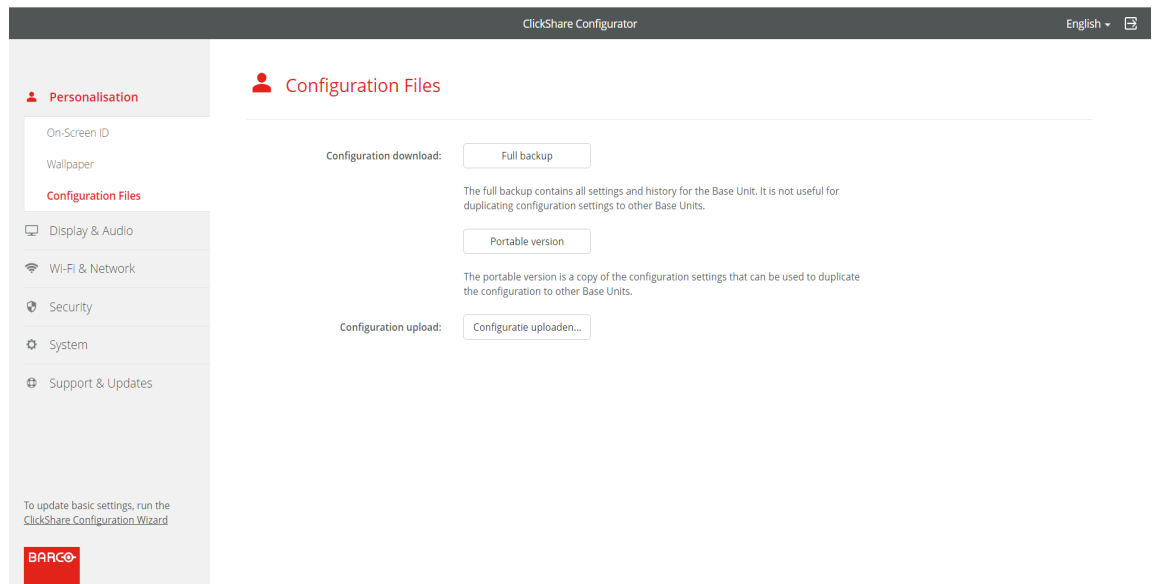 ClickShare Configurator
English
Personalisation
On-Screen ID
Wallpaper
Configuration Files
Display & Audio
Wi-Fi & Network
Security
System
Support & Updates
To update basic settings, run the
ClickShare Configuration Wizard
BARCO
Configuration Files
Configuration download:
Full backup
The full backup contains all settings and history for the Base Unit. It is not useful for
duplicating configuration settings to other Base Units.
Portable version
The portable version is a copy of the configuration settings that can be used to duplicate
the configuration to other Base Units.
Configuration upload:
Configuratie uploaden...